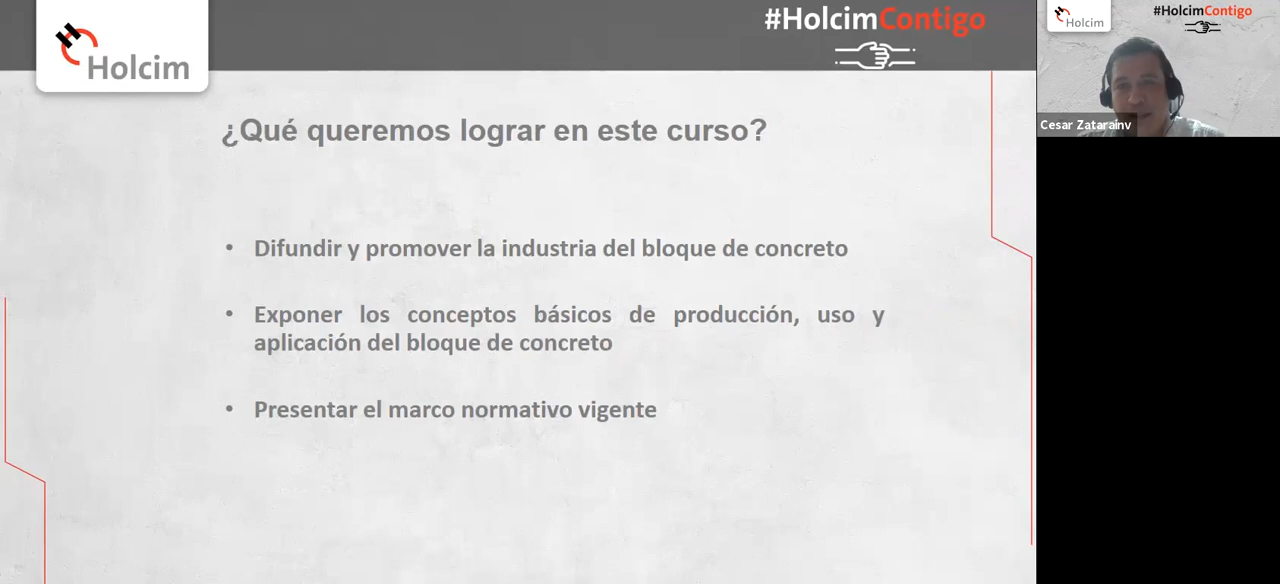 Holcim
#HolcimContigo
¿Qué queremos lograr en este curso?
• Difundir y promover la industria del bloque de concreto
• Exponer los conceptos básicos de producción, uso y
aplicación del bloque de concreto
• Presentar el marco normativo vigente
Holcim
#HolcimContigo
Cesar Zatarainv